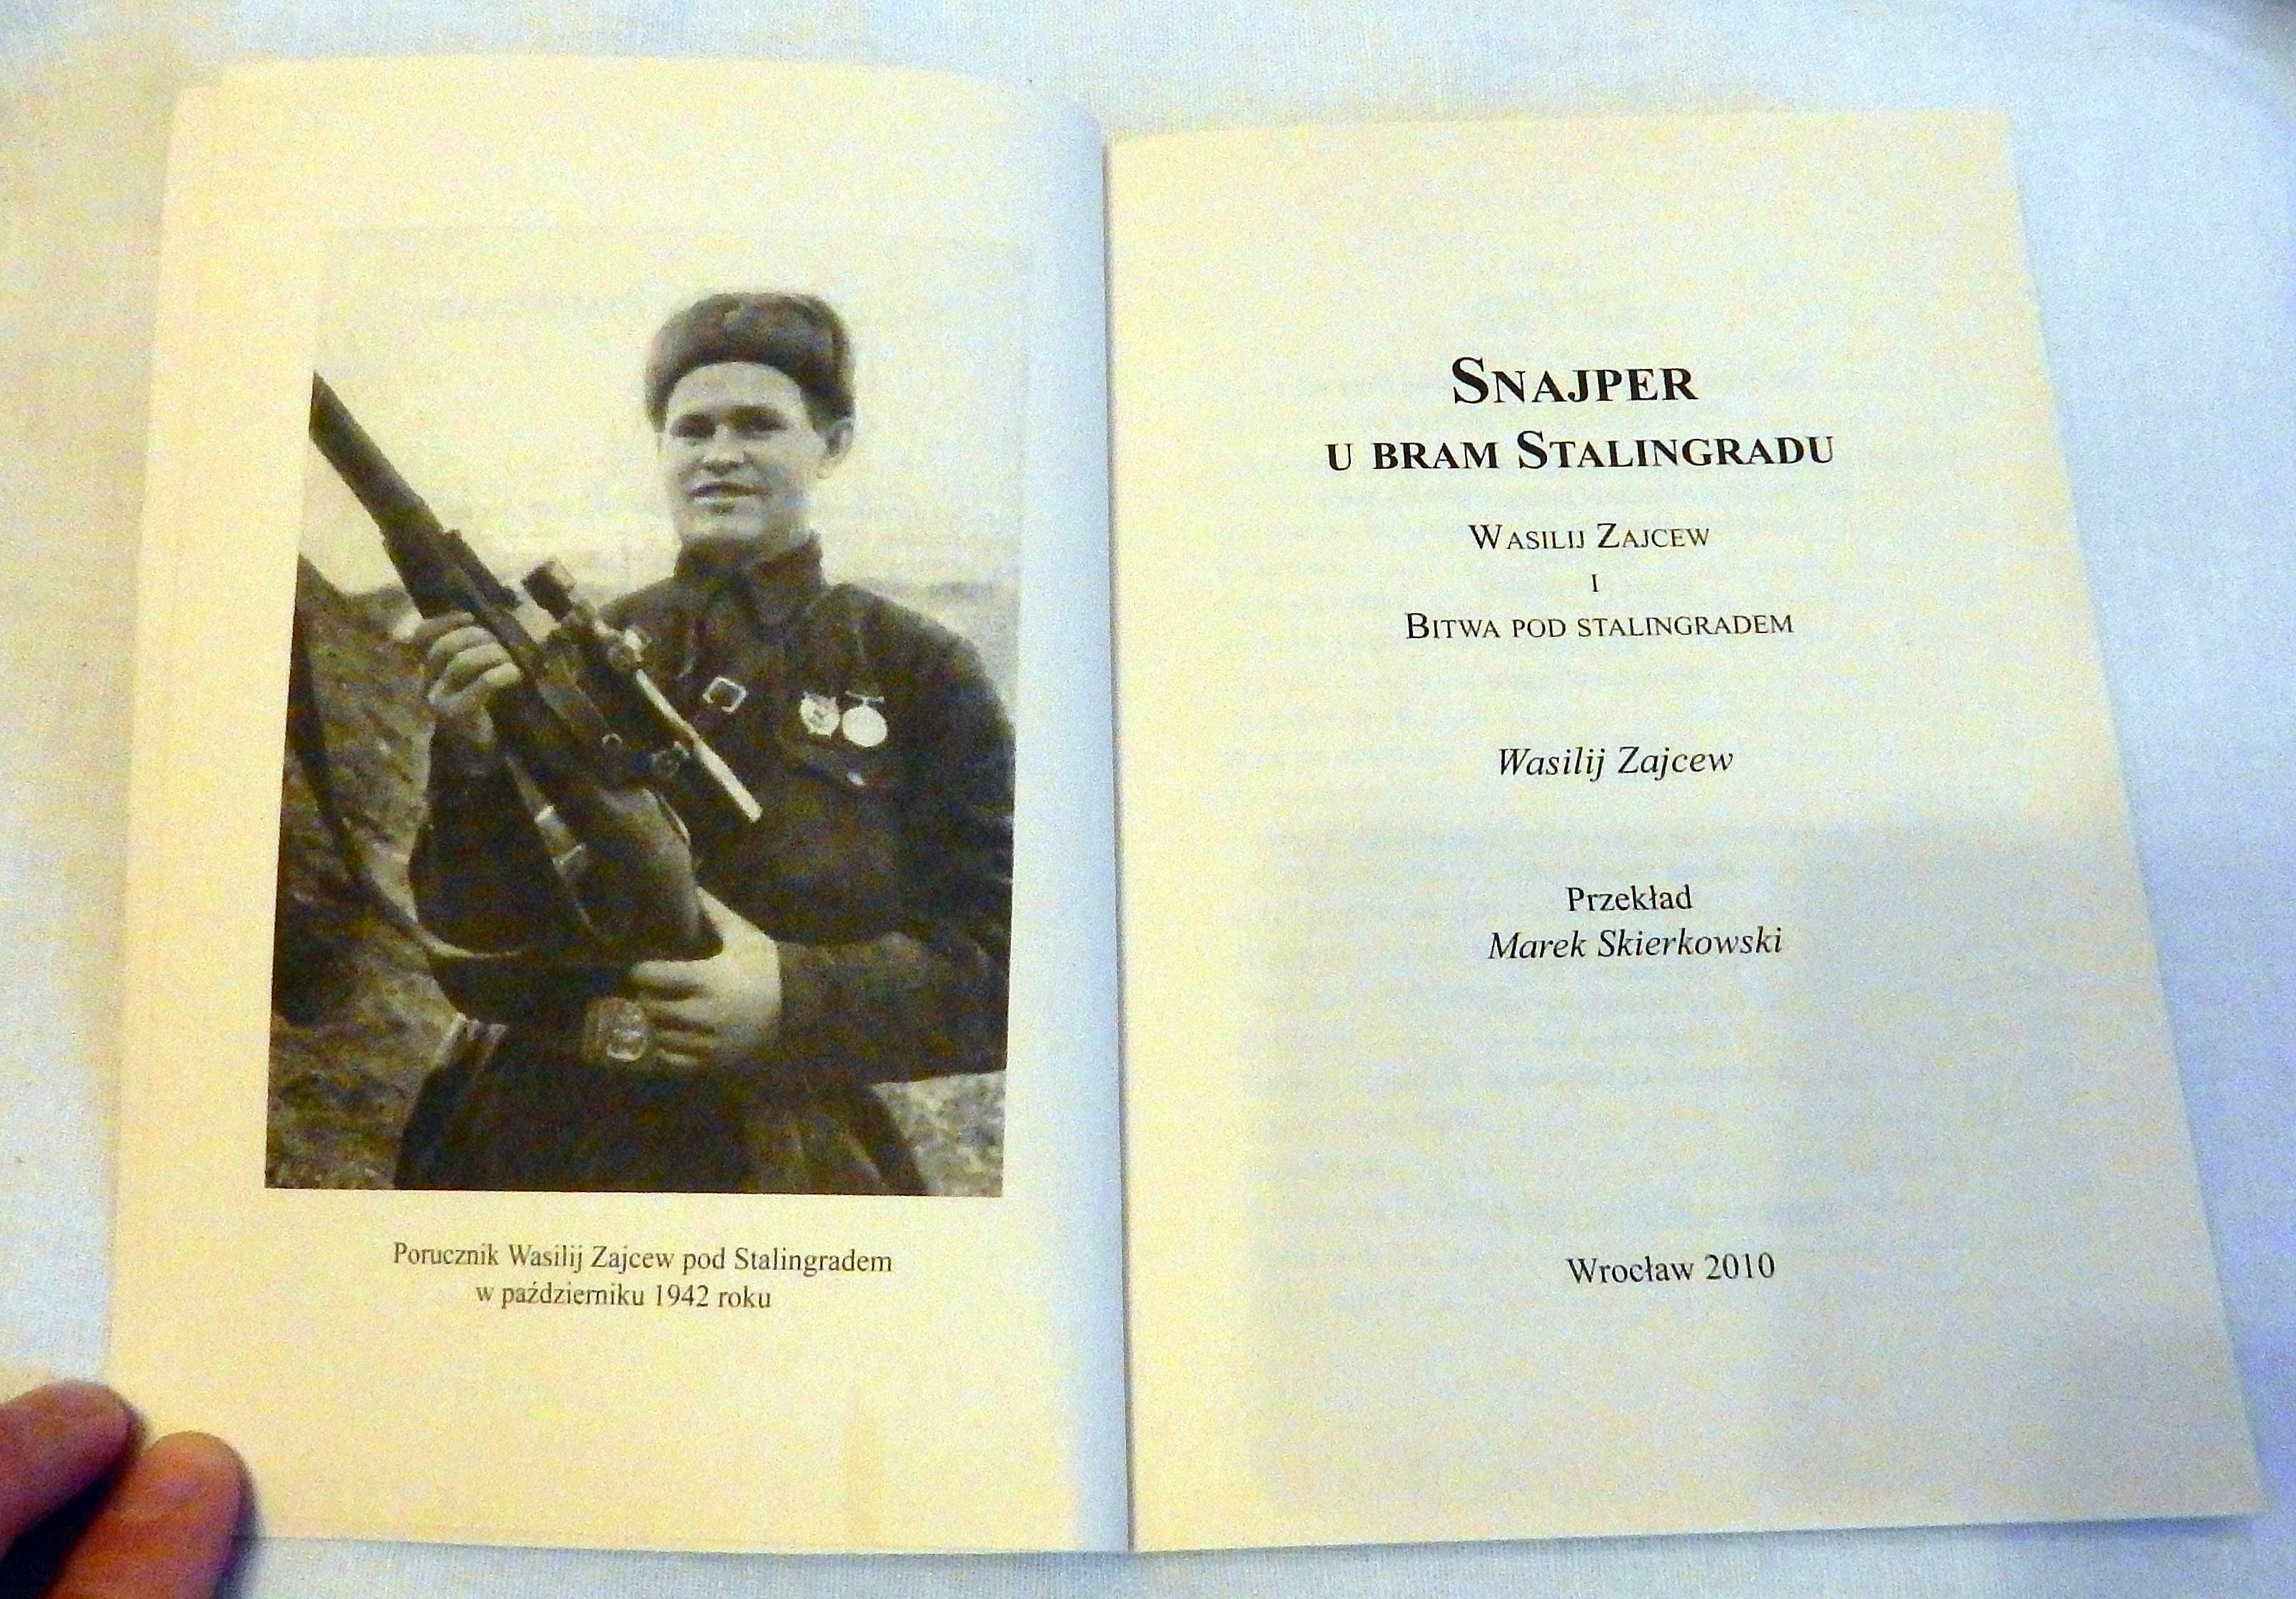 Porucznik Wasilij Zajcew pod Stalingradem
w październiku 1942 roku
Snajper
u bram Stalingradu
Wasilij Zajcew
i
Bitwa pod stalingradem
Wasilij Zajcew
Przekład
Marek Skierkowski
Wrocław 2010